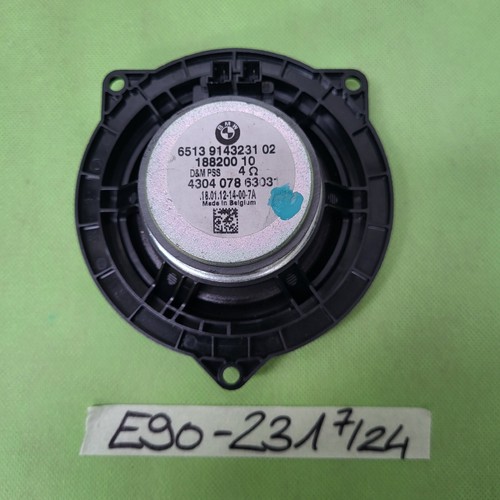 BMW
6513 9143231 02
188200 10
D&M PSS 4 Ω
4304 078 6303
.18.01.12-14-00-7A
Made in Belgium
E90-231 7/24